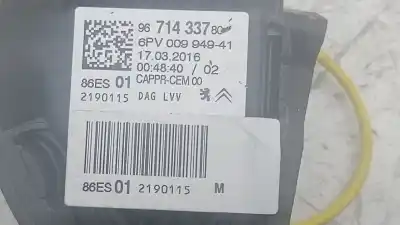 96 714 337 80
6PV 009 949-41
17.03.2016
00:48:40 / 02
86ES 01 CAPPR-CEM 00
2190115 DAG LVV
86ES 01 2190115 M